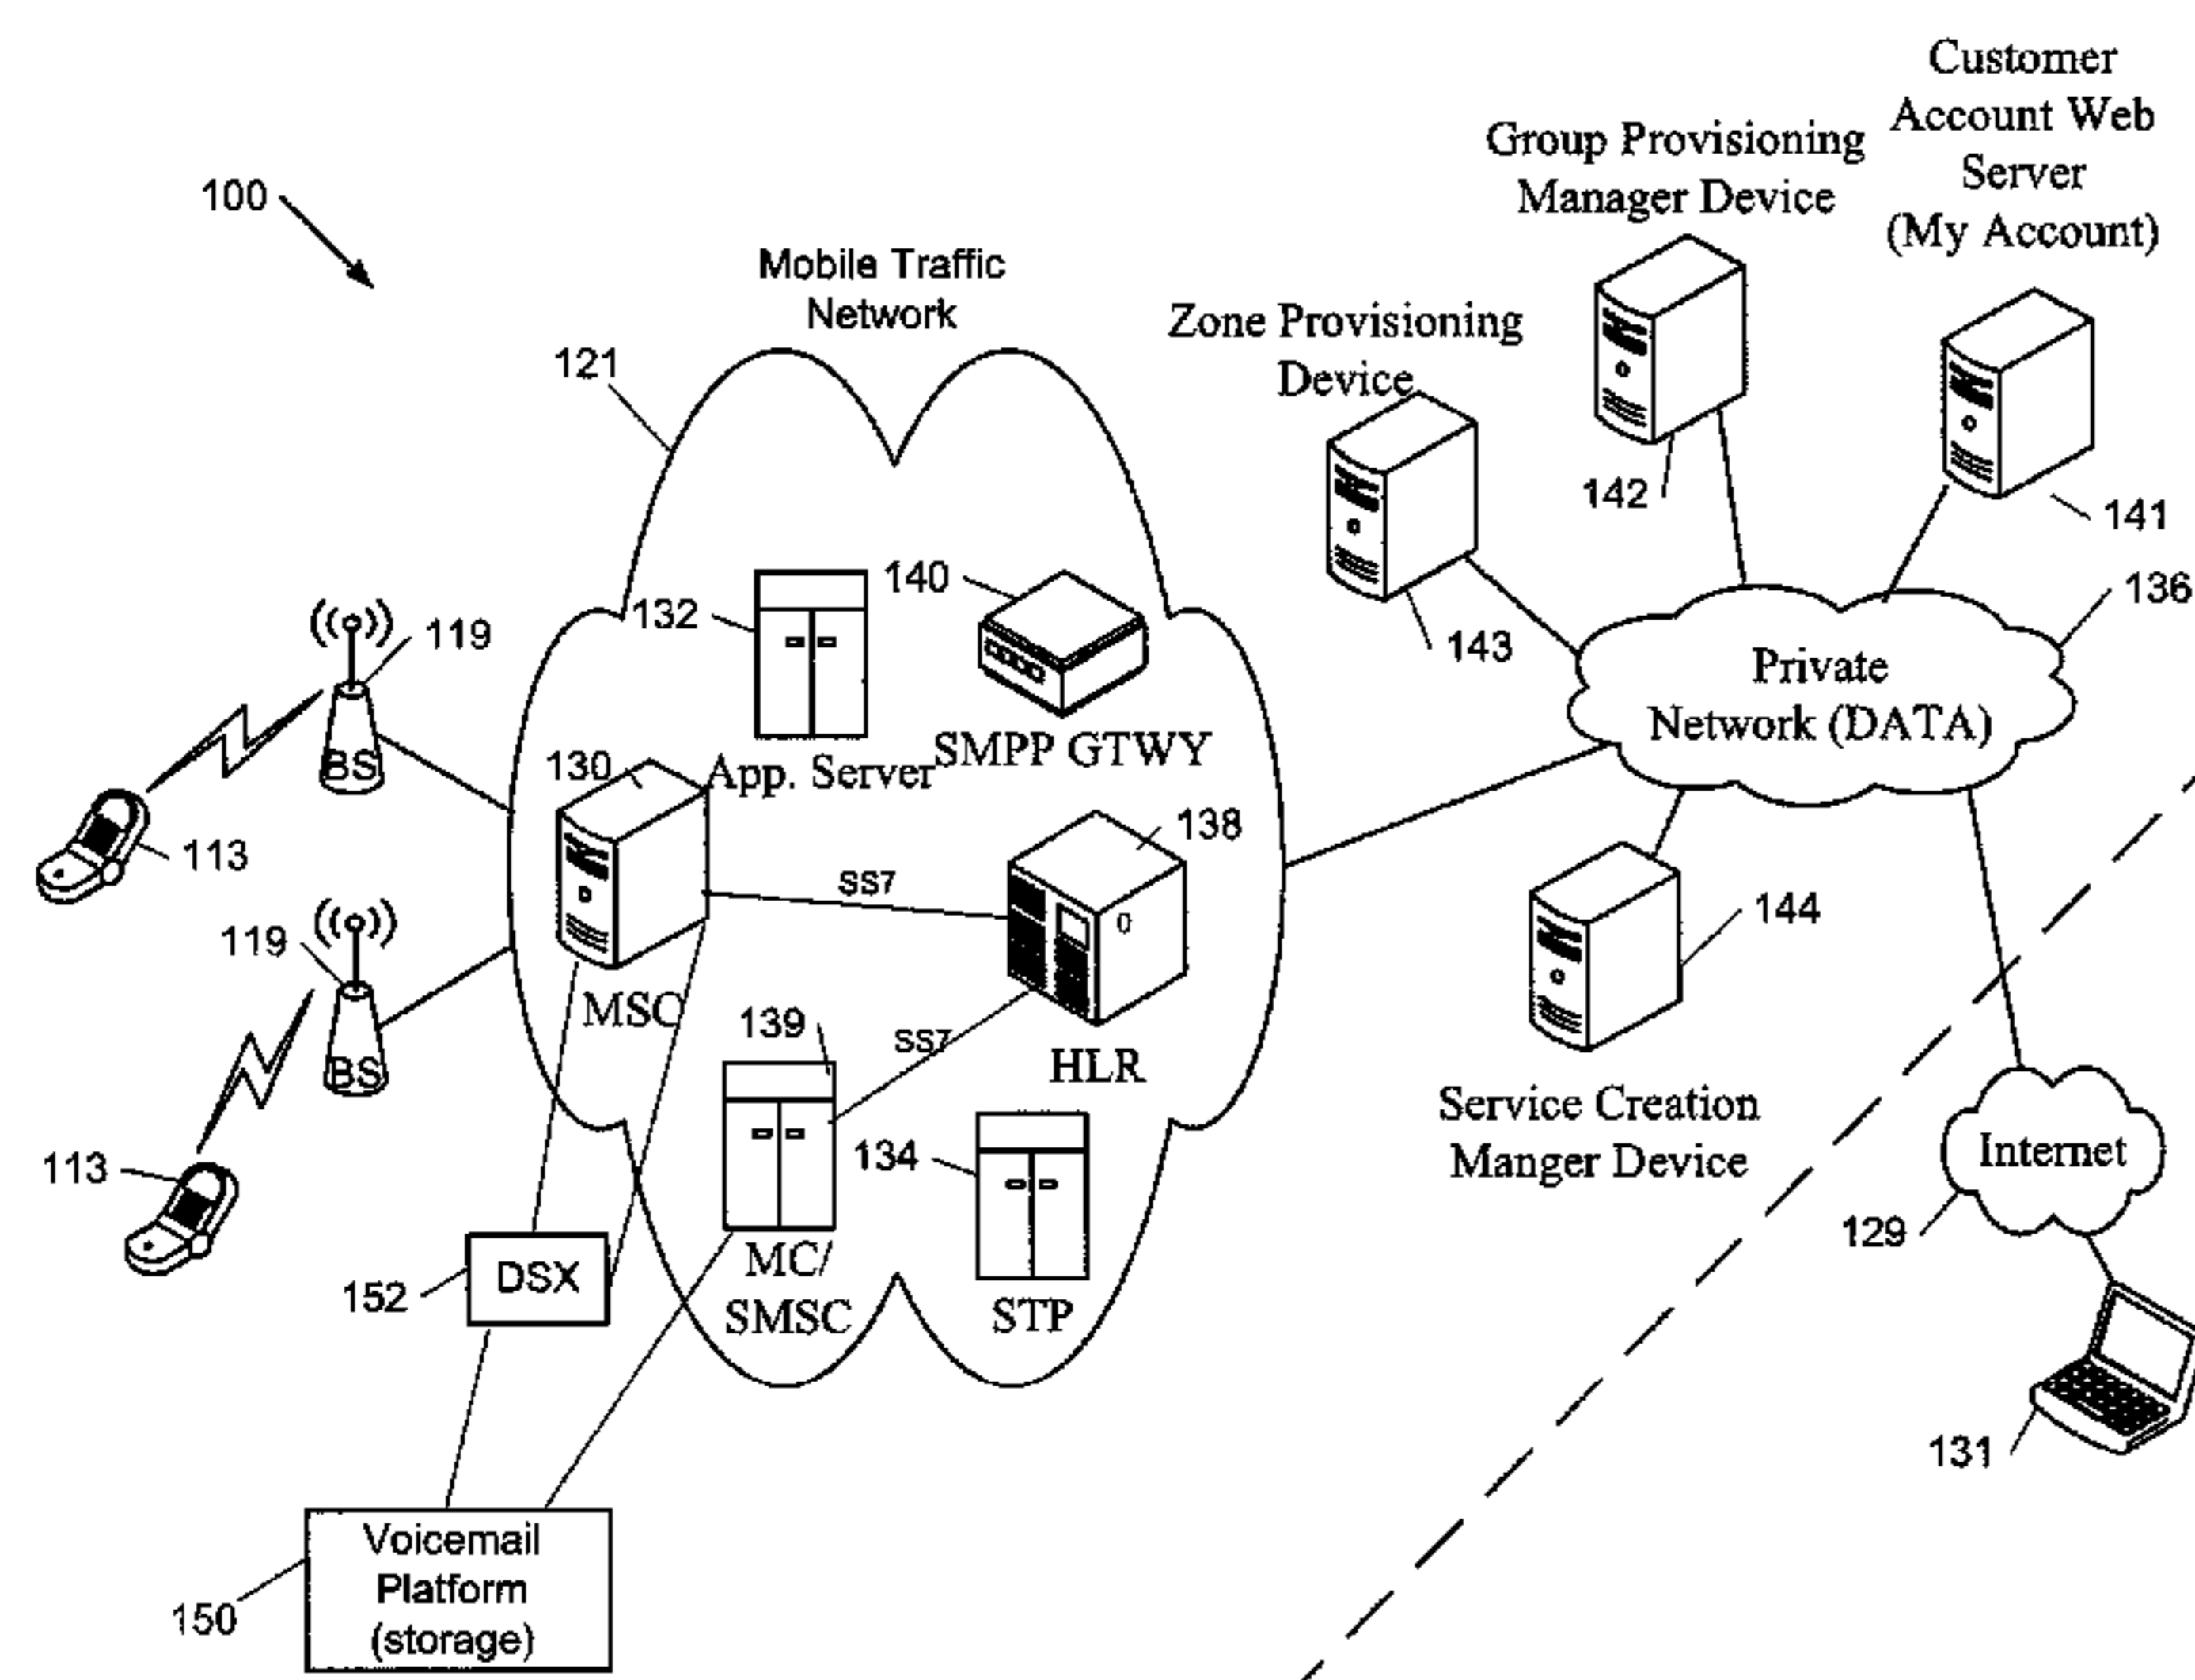 Customer
Account Web
Server
(My Account)
Group Provisioning
Manager Device
100
Mobile Traffic
Network
Zone Provisioning
Device
121
142
141
140
132
119
143
136
Private
Network (DATA)
SMPP GTWY
App. Server
130
BS
113
138
SS7
144
119
MSC
139
SS7
HLR
BS
Service Creation
Manger Device
134
Internet
113
129
152
DSX
MC/
SMSC
STP
131
Voicemail
Platform
(storage)
150